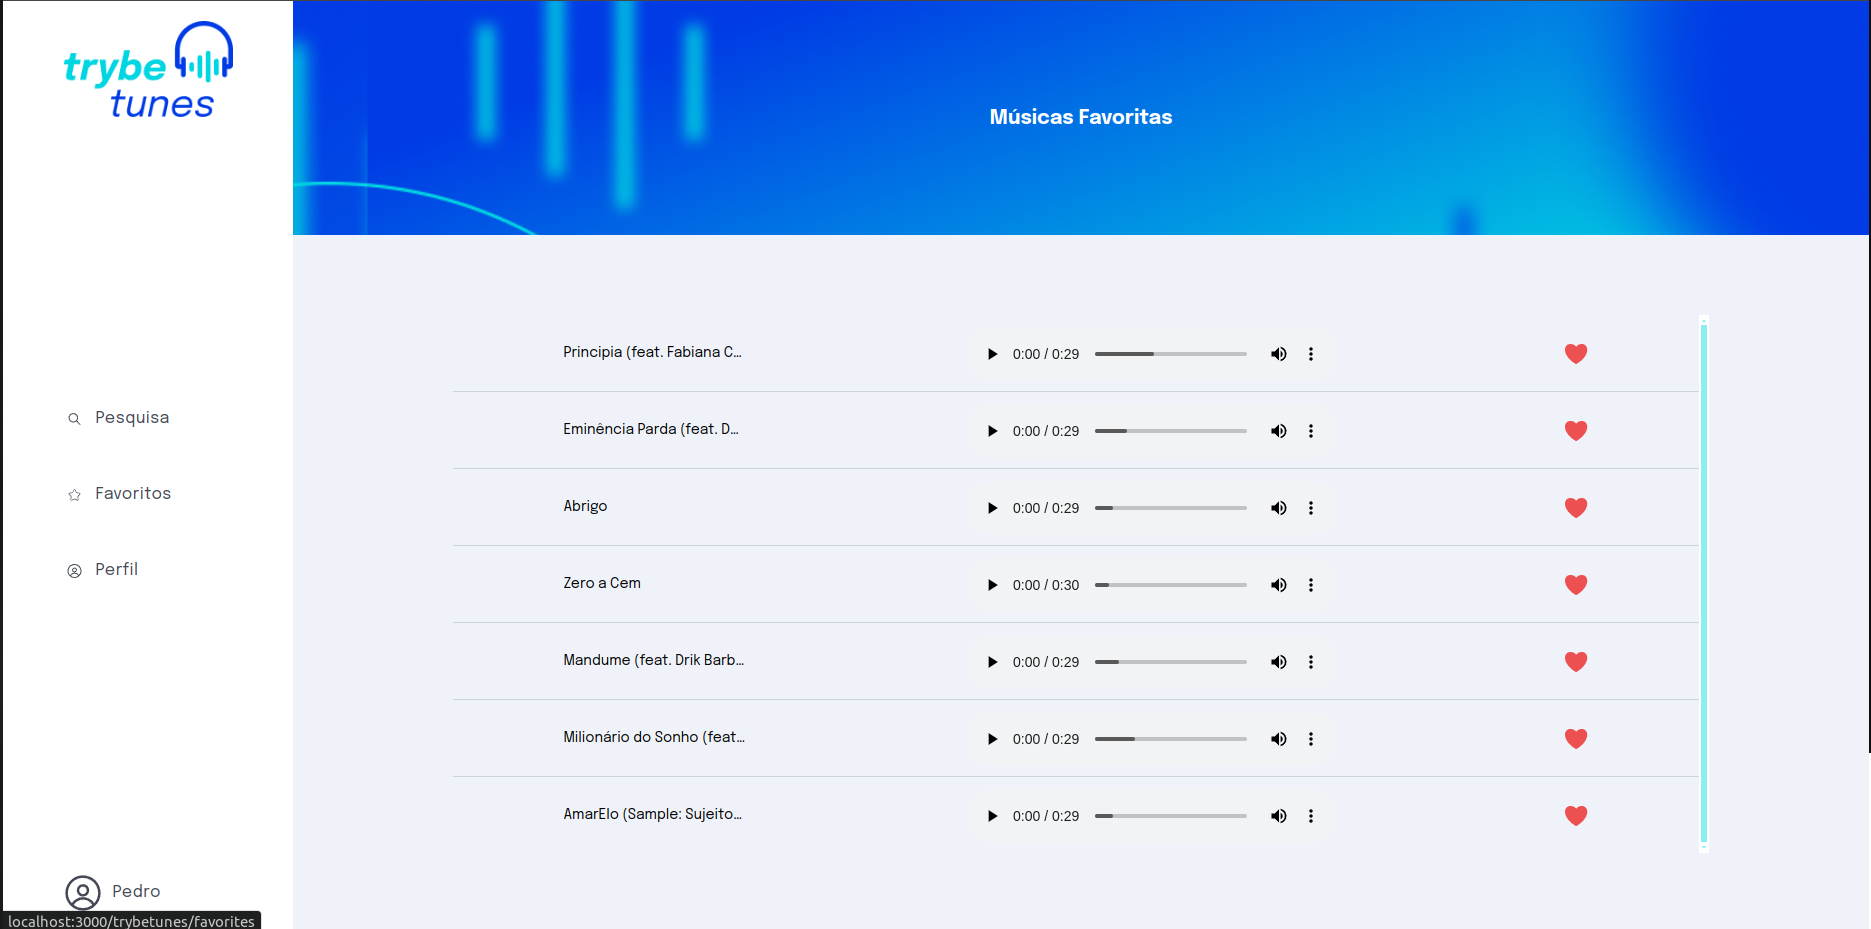 trybe
tunes
Músicas Favoritas
Pesquisa
Favoritos
Perfil
Principia (feat. Fabiana C...
0:00 / 0:29
Eminência Parda (feat. D...
0:00 / 0:29
Abrigo
0:00 / 0:29
Zero a Cem
0:00 / 0:30
Mandume (feat. Drik Barb...
0:00 / 0:29
Milionário do Sonho (feat...
0:00 / 0:29
AmarElo (Sample: Sujeito...
0:00 / 0:29
Pedro
localhost:3000/trybetunes/favorites